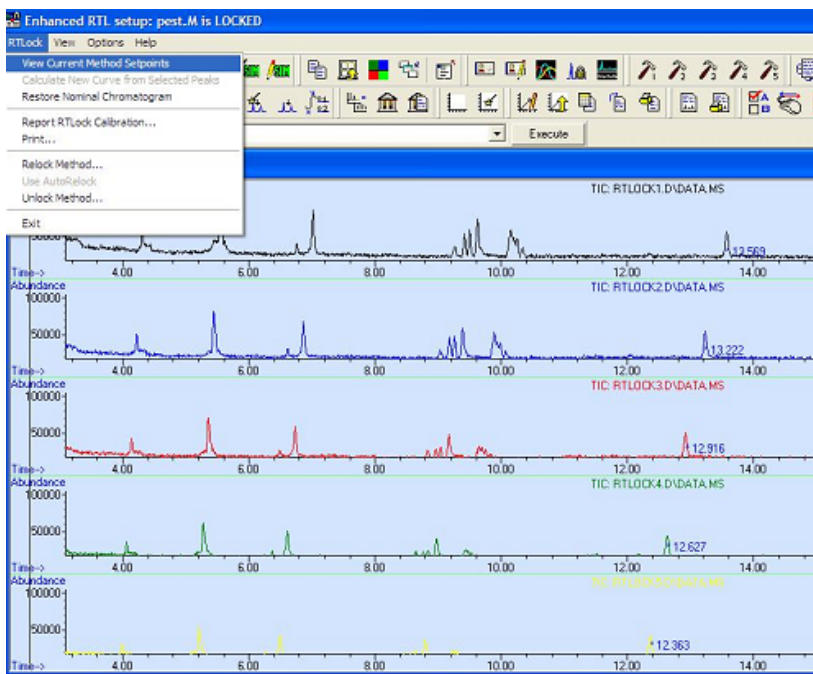 Enhanced RTL setup: pest.M is LOCKED
RTLock View Options Help
View Current Method Setpoints
Calculate New Curve from Selected Peaks
Restore Nominal Chromatogram
Report RTLock Calibration...
Print...
Relock Method...
Use AutoRelock
Unlock Method...
Exit
Execute
TIC: RTLOCK1.D\DATA.MS
13.569
Time-->
4.00 6.00 8.00 10.00 12.00 14.00
Abundance
TIC: RTLOCK2.D\DATA.MS
100000
50000
13.222
Time-->
4.00 6.00 8.00 10.00 12.00 14.00
Abundance
TIC: RTLOCK3.D\DATA.MS
100000
50000
12.916
Time-->
4.00 6.00 8.00 10.00 12.00 14.00
Abundance
TIC: RTLOCK4.D\DATA.MS
100000
50000
12.627
Time-->
4.00 6.00 8.00 10.00 12.00 14.00
Abundance
TIC: RTLOCK5.D\DATA.MS
100000
50000
12.363
Time-->
4.00 6.00 8.00 10.00 12.00 14.00